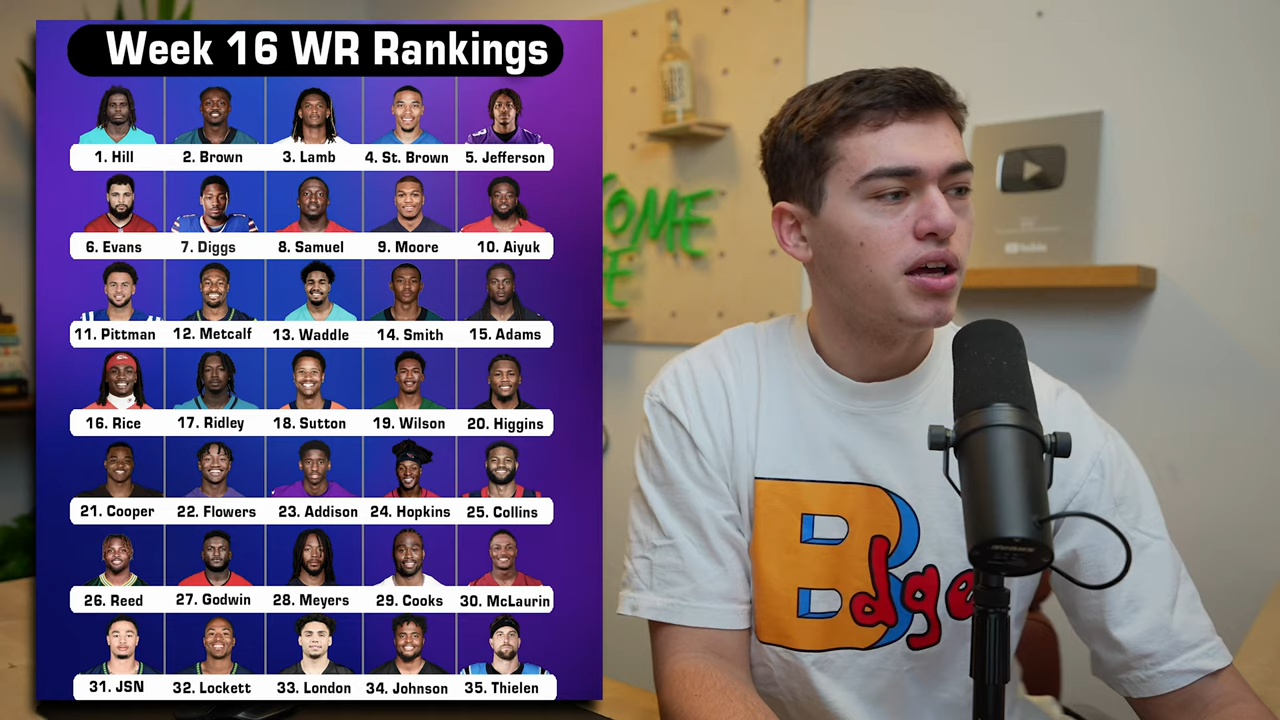 Week 16 WR Rankings
1. Hill
2. Brown
3. Lamb
4. St. Brown
5. Jefferson
6. Evans
7. Diggs
8. Samuel
9. Moore
10. Aiyuk
11. Pittman
12. Metcalf
13. Waddle
14. Smith
15. Adams
16. Rice
17. Ridley
18. Sutton
19. Wilson
20. Higgins
21. Cooper
22. Flowers
23. Addison
24. Hopkins
25. Collins
26. Reed
27. Godwin
28. Meyers
29. Cooks
30. McLaurin
31. JSN
32. Lockett
33. London
34. Johnson
35. Thielen
OME
Bdge
YouTube